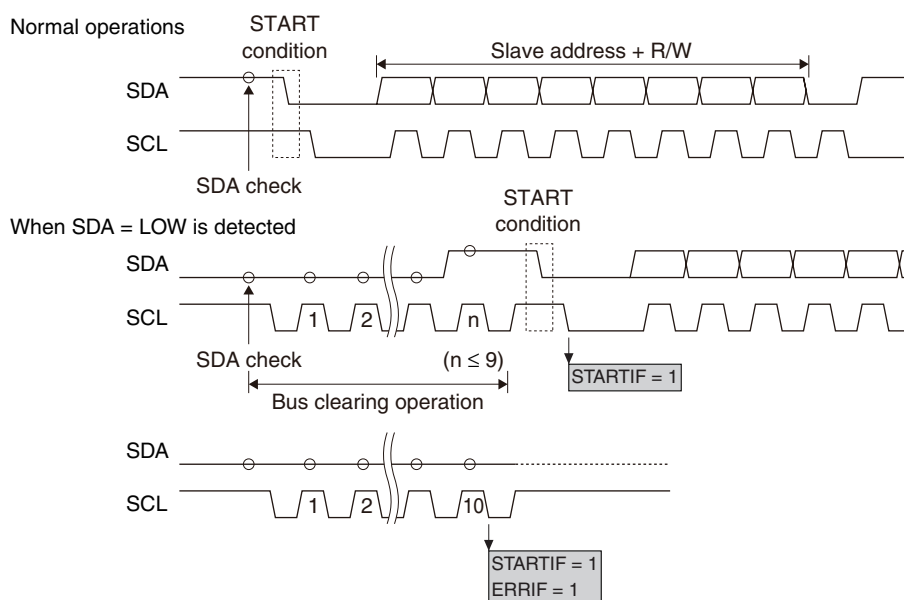 Normal operations
START
condition
Slave address + R/W
SDA
SCL
SDA check
When SDA = LOW is detected
START
condition
SDA
SCL
1 2 n
SDA check
(n ≤ 9)
STARTIF = 1
Bus clearing operation
SDA
SCL
1 2 10
STARTIF = 1
ERRIF = 1